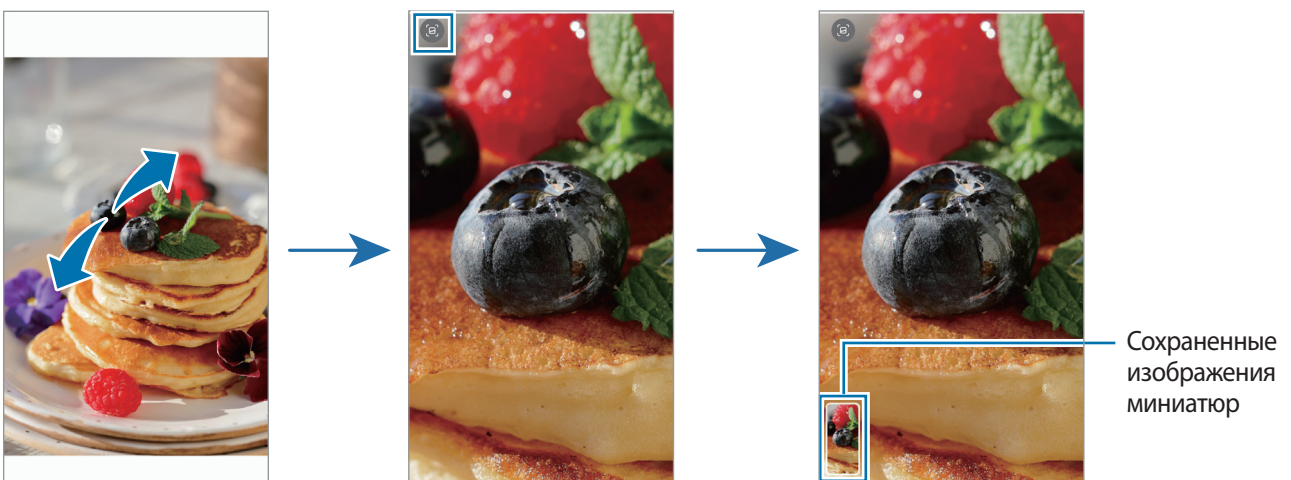 Сохраненные
изображения
миниатюр